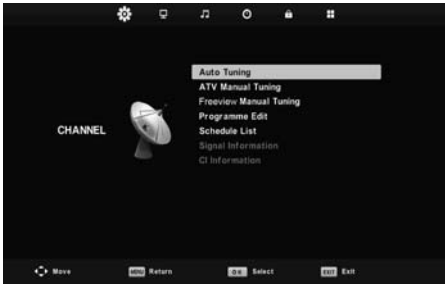 CHANNEL
Auto Tuning
ATV Manual Tuning
Freeview Manual Tuning
Programme Edit
Schedule List
Signal Information
CI Information
Move
MENU Return
OK Select
EXIT Exit